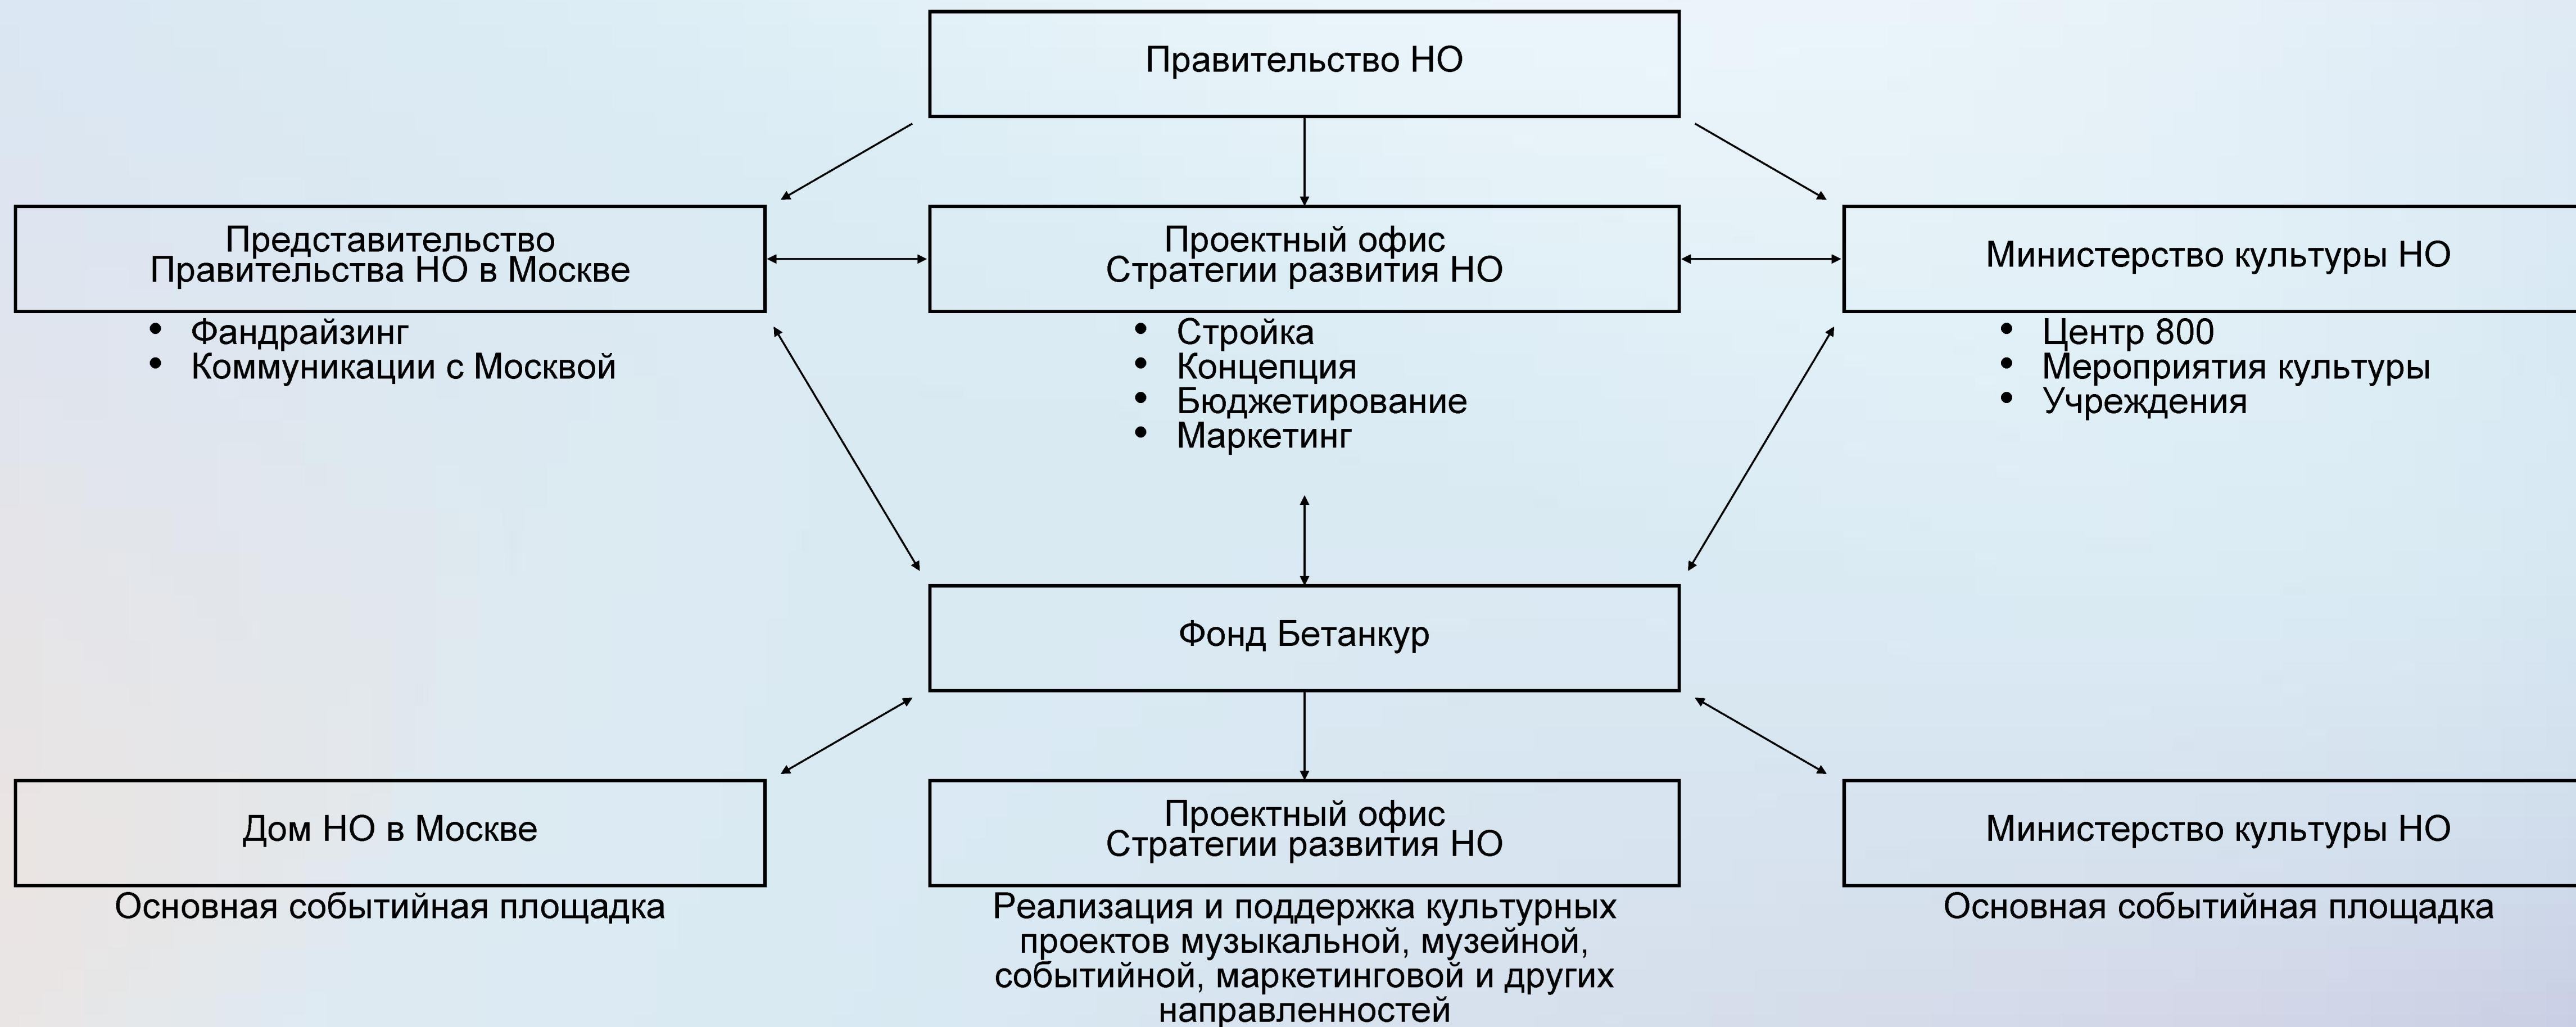 Правительство НО
Представительство
Правительства НО в Москве
Проектный офис
Стратегии развития НО
Министерство культуры НО
• Фандрайзинг
• Коммуникации с Москвой
• Стройка
• Концепция
• Бюджетирование
• Маркетинг
• Центр 800
• Мероприятия культуры
• Учреждения
Фонд Бетанкур
Дом НО в Москве
Основная событийная площадка
Проектный офис
Стратегии развития НО
Реализация и поддержка культурных
проектов музыкальной, музейной,
событийной, маркетинговой и других
направленностей
Министерство культуры НО
Основная событийная площадка